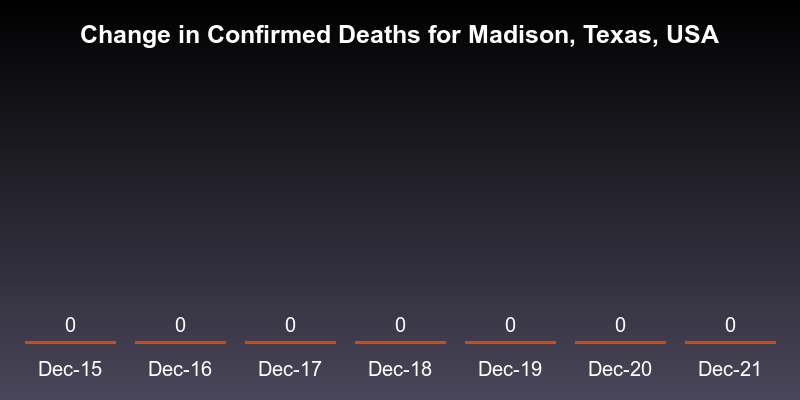 Change in Confirmed Deaths for Madison, Texas, USA
0 0 0 0 0 0 0
Dec-15 Dec-16 Dec-17 Dec-18 Dec-19 Dec-20 Dec-21